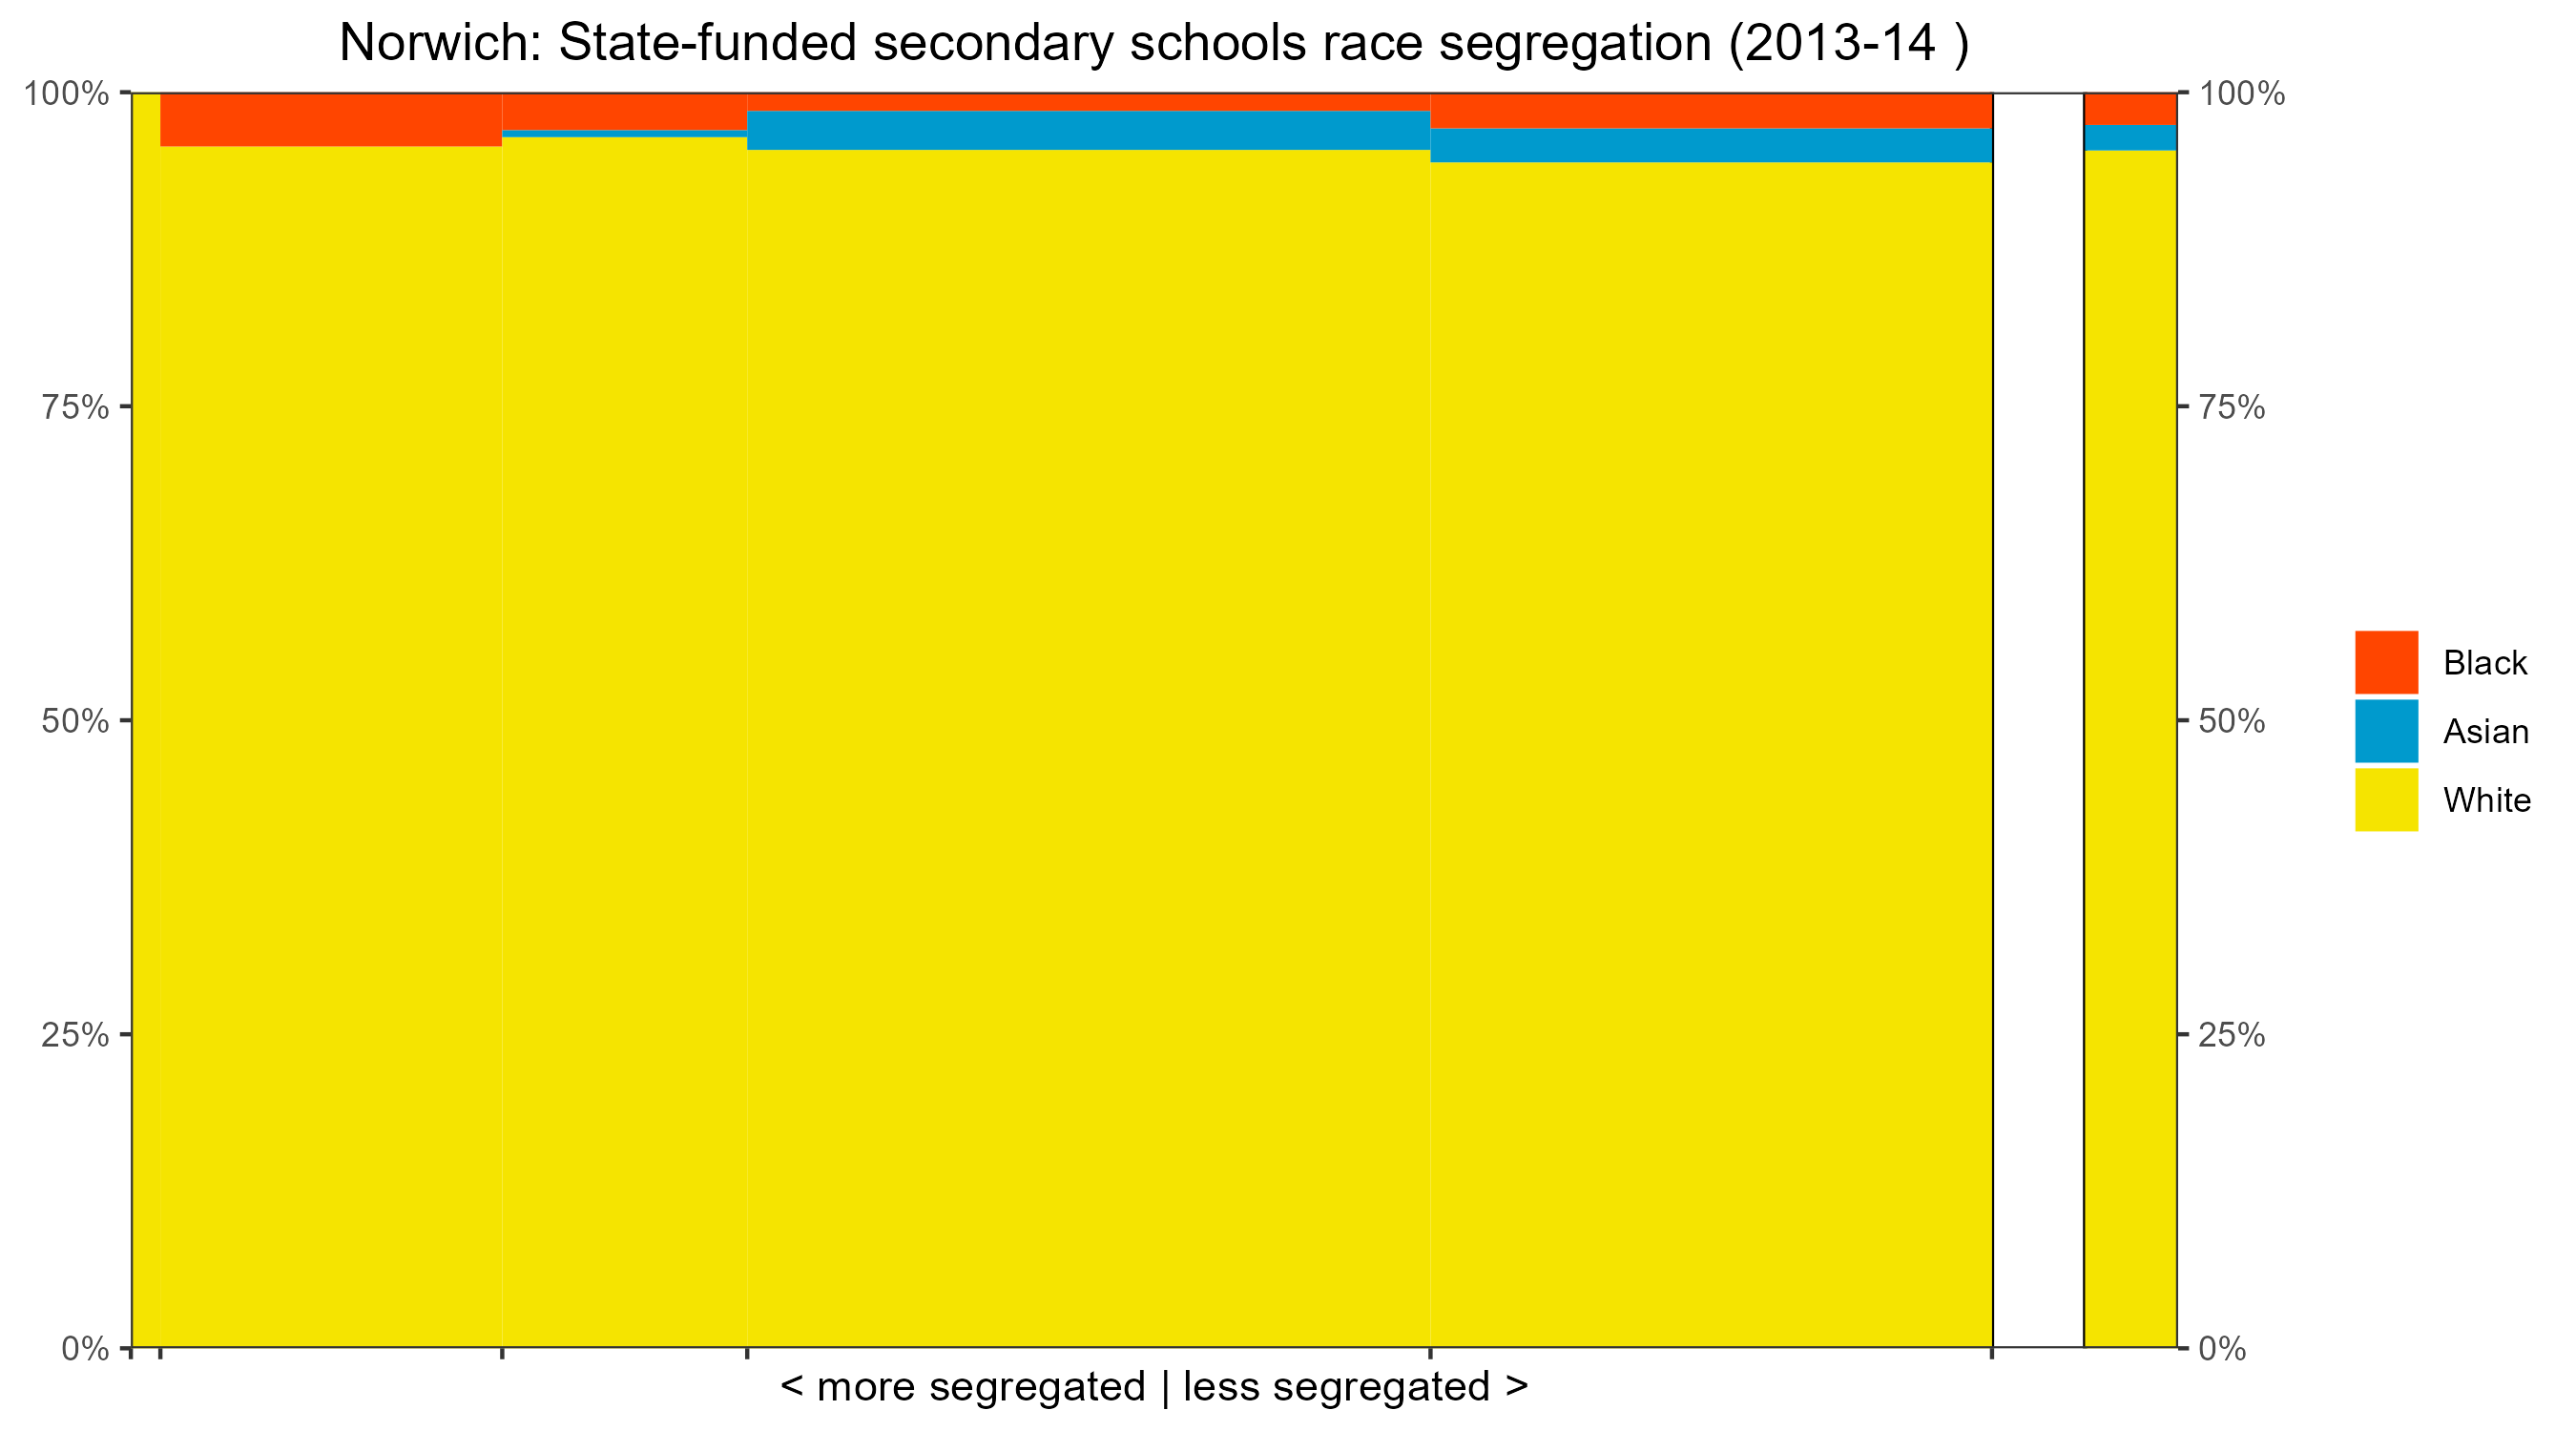 Norwich: State-funded secondary schools race segregation (2013-14 )
100%
75%
50%
25%
0%
100%
75%
50%
25%
0%
Black
Asian
White
< more segregated | less segregated >